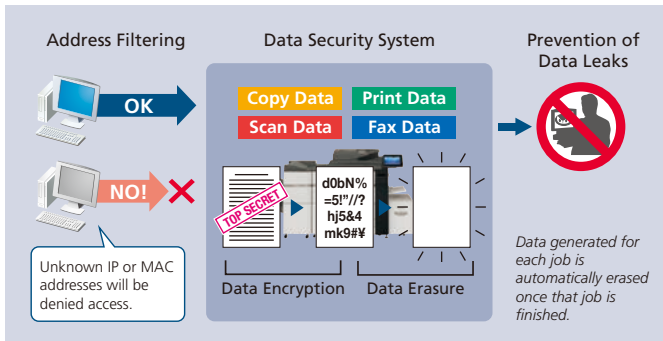 Address Filtering
OK
NO!
Unknown IP or MAC
addresses will be
denied access.
Data Security System
Copy Data
Print Data
Scan Data
Fax Data
TOP SECRET
d0bN%
=5!"//?
hj5&4
mk9#¥
Data Encryption
Data Erasure
Prevention of
Data Leaks
Data generated for
each job is
automatically erased
once that job is
finished.